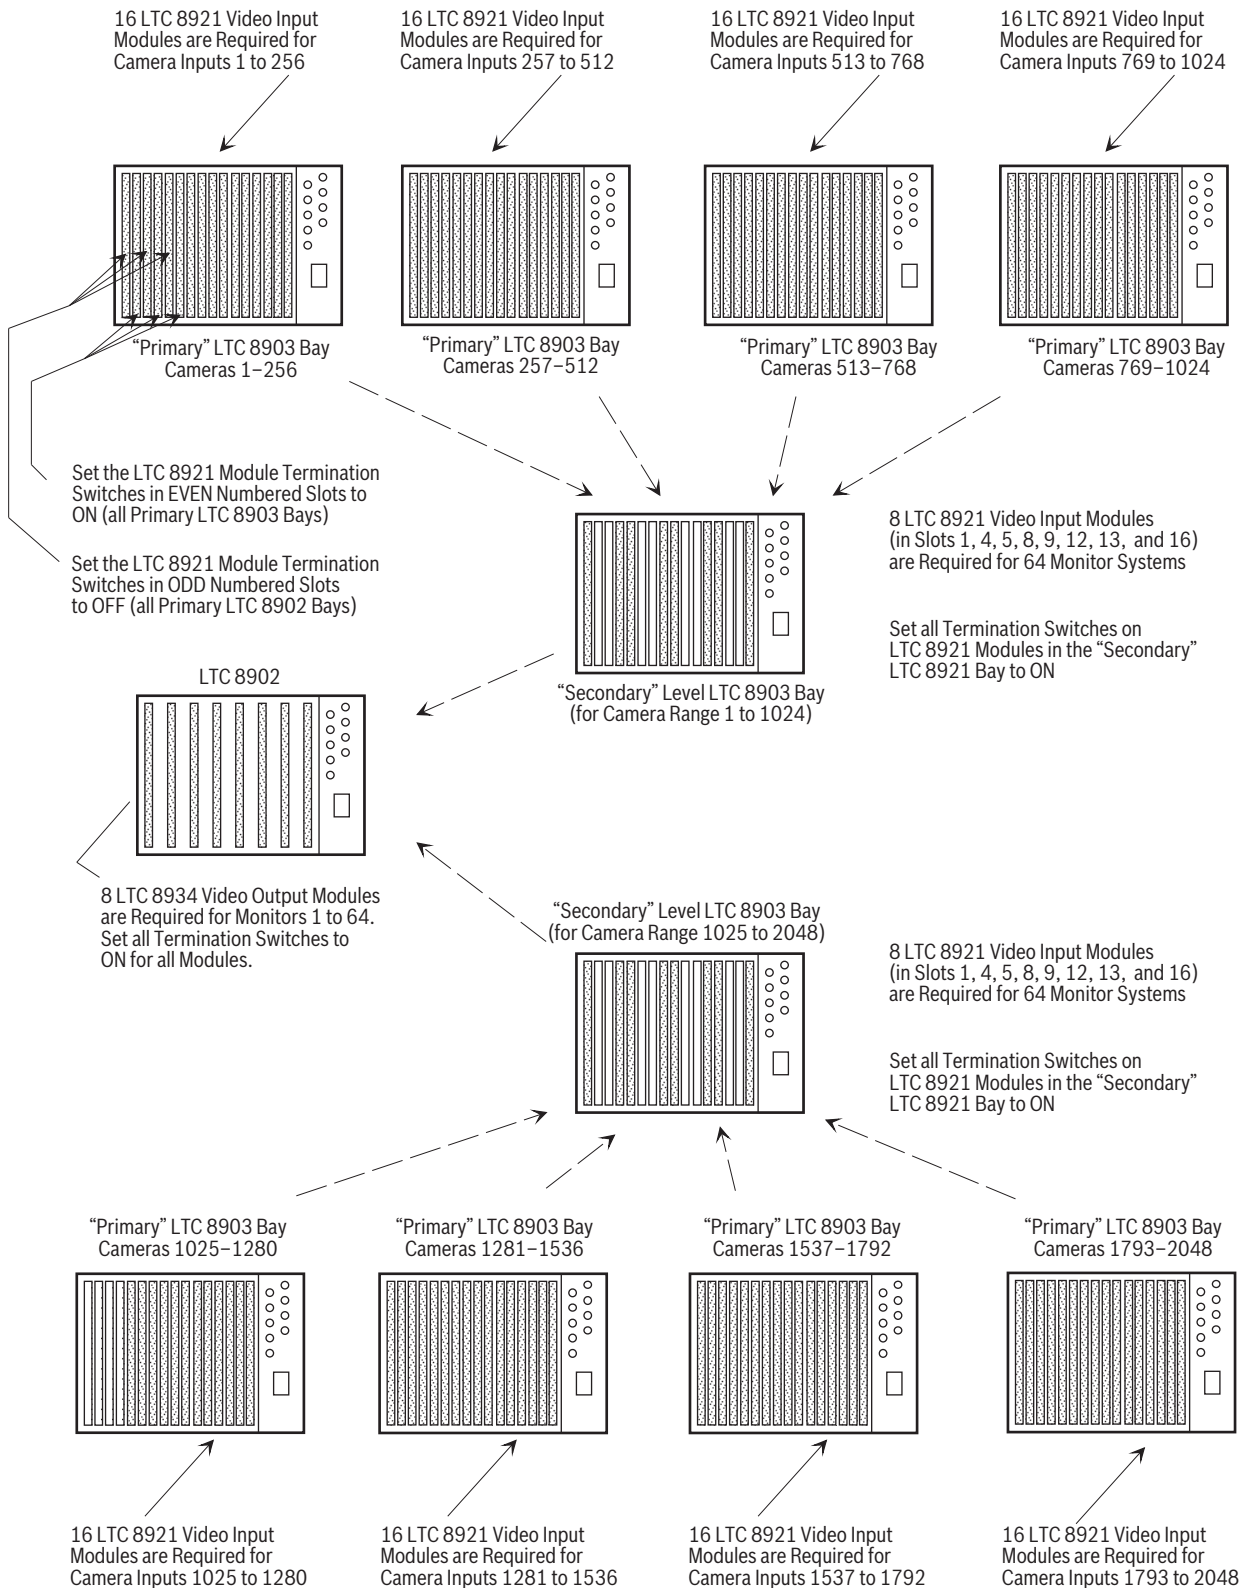 16 LTC 8921 Video Input
Modules are Required for
Camera Inputs 1 to 256
16 LTC 8921 Video Input
Modules are Required for
Camera Inputs 257 to 512
16 LTC 8921 Video Input
Modules are Required for
Camera Inputs 513 to 768
16 LTC 8921 Video Input
Modules are Required for
Camera Inputs 769 to 1024
“Primary” LTC 8903 Bay
Cameras 1–256
“Primary” LTC 8903 Bay
Cameras 257–512
“Primary” LTC 8903 Bay
Cameras 513–768
“Primary” LTC 8903 Bay
Cameras 769–1024
Set the LTC 8921 Module Termination
Switches in EVEN Numbered Slots to
ON (all Primary LTC 8903 Bays)
Set the LTC 8921 Module Termination
Switches in ODD Numbered Slots
to OFF (all Primary LTC 8902 Bays)
8 LTC 8921 Video Input Modules
(in Slots 1, 4, 5, 8, 9, 12, 13, and 16)
are Required for 64 Monitor Systems
Set all Termination Switches on
LTC 8921 Modules in the “Secondary”
LTC 8921 Bay to ON
“Secondary” Level LTC 8903 Bay
(for Camera Range 1 to 1024)
LTC 8902
8 LTC 8934 Video Output Modules
are Required for Monitors 1 to 64.
Set all Termination Switches to
ON for all Modules.
“Secondary” Level LTC 8903 Bay
(for Camera Range 1025 to 2048)
8 LTC 8921 Video Input Modules
(in Slots 1, 4, 5, 8, 9, 12, 13, and 16)
are Required for 64 Monitor Systems
Set all Termination Switches on
LTC 8921 Modules in the “Secondary”
LTC 8921 Bay to ON
“Primary” LTC 8903 Bay
Cameras 1025–1280
“Primary” LTC 8903 Bay
Cameras 1281–1536
“Primary” LTC 8903 Bay
Cameras 1537–1792
“Primary” LTC 8903 Bay
Cameras 1793–2048
16 LTC 8921 Video Input
Modules are Required for
Camera Inputs 1025 to 1280
16 LTC 8921 Video Input
Modules are Required for
Camera Inputs 1281 to 1536
16 LTC 8921 Video Input
Modules are Required for
Camera Inputs 1537 to 1792
16 LTC 8921 Video Input
Modules are Required for
Camera Inputs 1793 to 2048